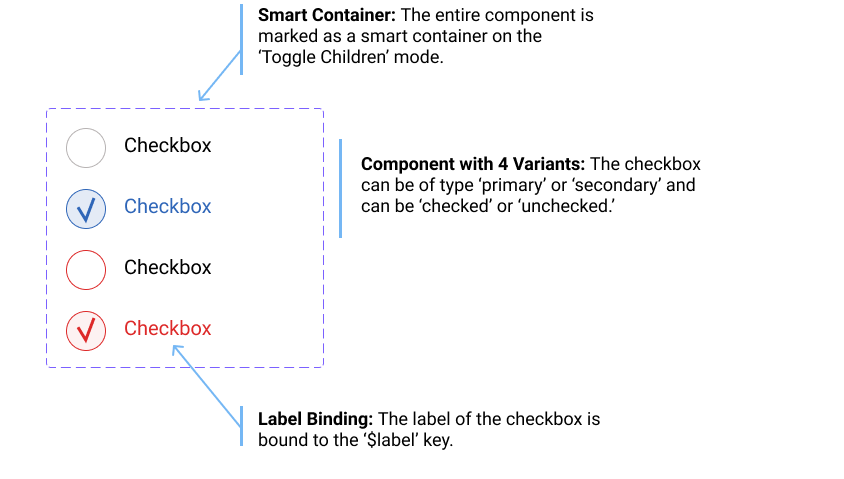 Smart Container: The entire component is
marked as a smart container on the
‘Toggle Children’ mode.
Checkbox
Checkbox
Checkbox
Checkbox
Component with 4 Variants: The checkbox
can be of type ‘primary’ or ‘secondary’ and
can be ‘checked’ or ‘unchecked.’
Label Binding: The label of the checkbox is
bound to the ‘$label’ key.